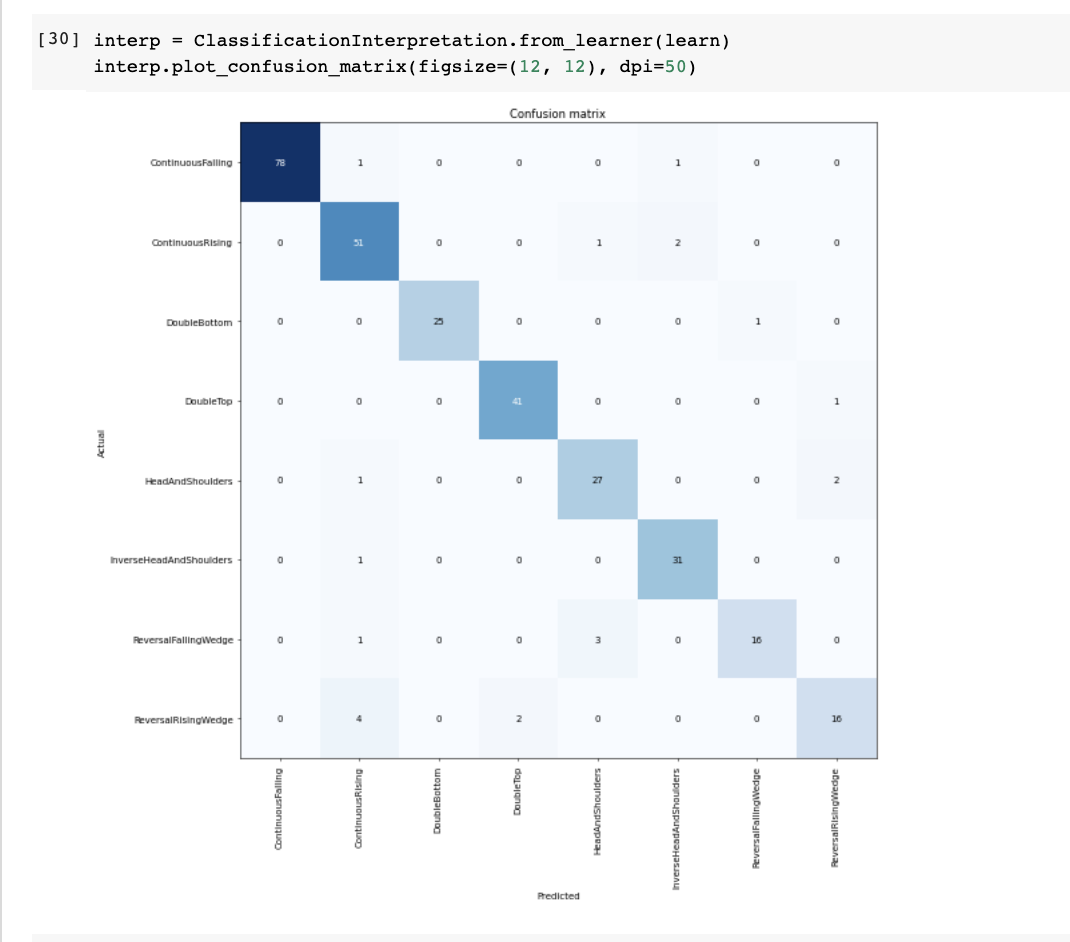 [30] interp = ClassificationInterpretation.from_learner(learn)
interp.plot_confusion_matrix(figsize=(12, 12), dpi=50)
Confusion matrix
ContinuousFalling 78 1 0 0 0 1 0 0
ContinuousRising 0 51 0 0 1 2 0 0
DoubleBottom 0 0 25 0 0 0 1 0
DoubleTop 0 0 0 41 0 0 0 1
Actual
HeadAndShoulders 0 1 0 0 27 0 0 2
InverseHeadAndShoulders 0 1 0 0 0 31 0 0
ReversalFallingWedge 0 1 0 0 3 0 16 0
ReversalRisingWedge 0 4 0 2 0 0 0 16
ContinuousFalling
ContinuousRising
DoubleBottom
DoubleTop
HeadAndShoulders
InverseHeadAndShoulders
ReversalFallingWedge
ReversalRisingWedge
Predicted